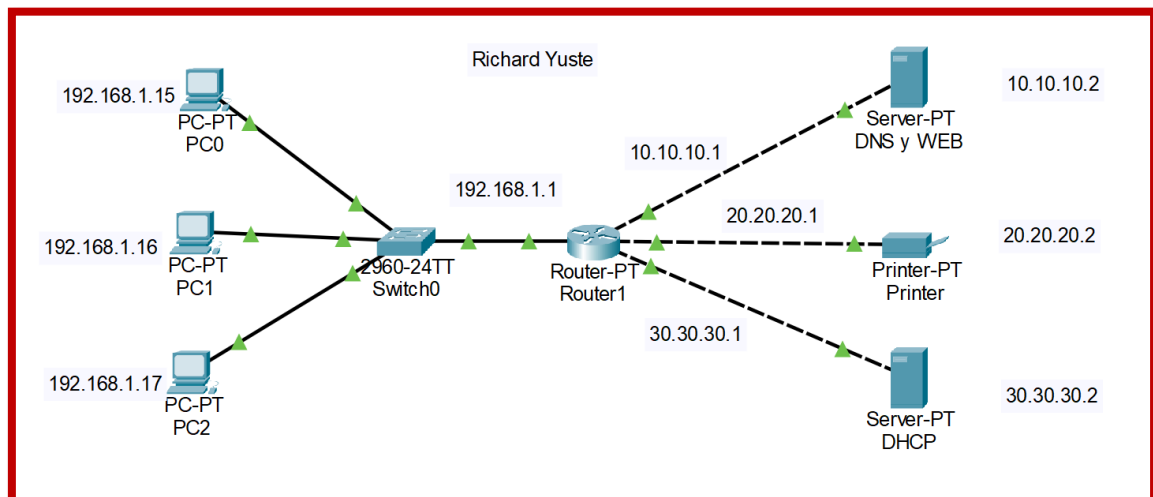 Richard Yuste
192.168.1.15
PC-PT
PC0
10.10.10.2
Server-PT
DNS y WEB
10.10.10.1
192.168.1.1
20.20.20.1
192.168.1.16
PC-PT
PC1
2960-24TT
Switch0
Router-PT
Router1
20.20.20.2
Printer-PT
Printer
30.30.30.1
192.168.1.17
PC-PT
PC2
30.30.30.2
Server-PT
DHCP